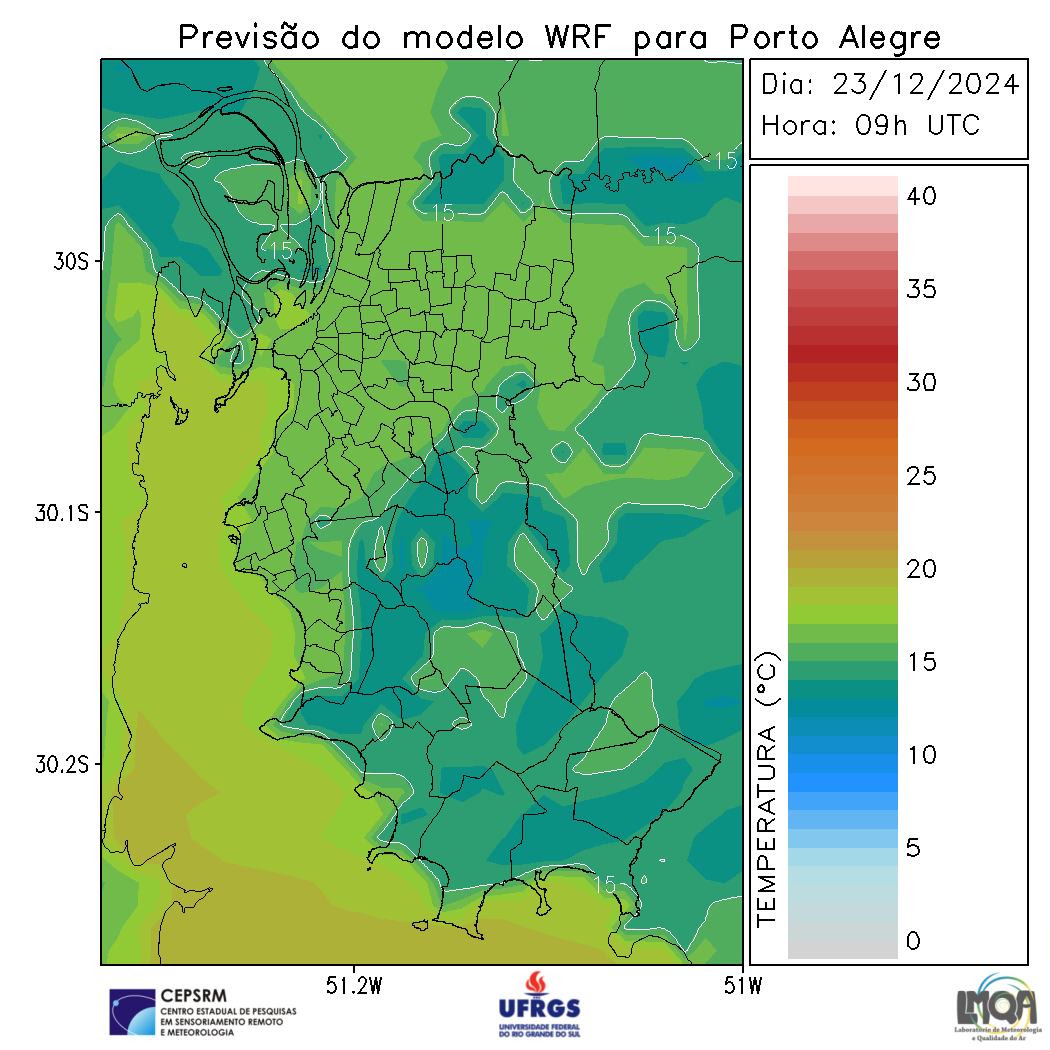 Previsão do modelo WRF para Porto Alegre
Dia: 23/12/2024
Hora: 09h UTC
15
15
15
15
15
30S
30.1S
30.2S
51.2W
51W
40
35
30
25
20
15
10
5
0
TEMPERATURA (°C)
CEPSRM
CENTRO ESTADUAL DE PESQUISAS
EM SENSORIAMENTO REMOTO
E METEOROLOGIA
UFRGS
UNIVERSIDADE FEDERAL
DO RIO GRANDE DO SUL
LMQA
Laboratório de Meteorologia
e Qualidade do Ar